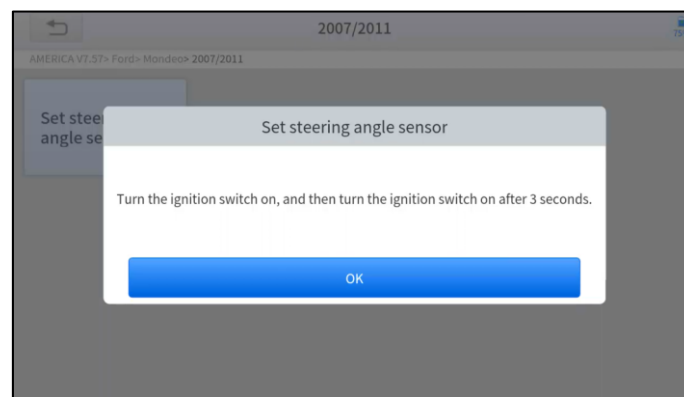 2007/2011
AMERICA V7.57> Ford> Mondeo> 2007/2011
Set stee
angle se
Set steering angle sensor
Turn the ignition switch on, and then turn the ignition switch on after 3 seconds.
OK